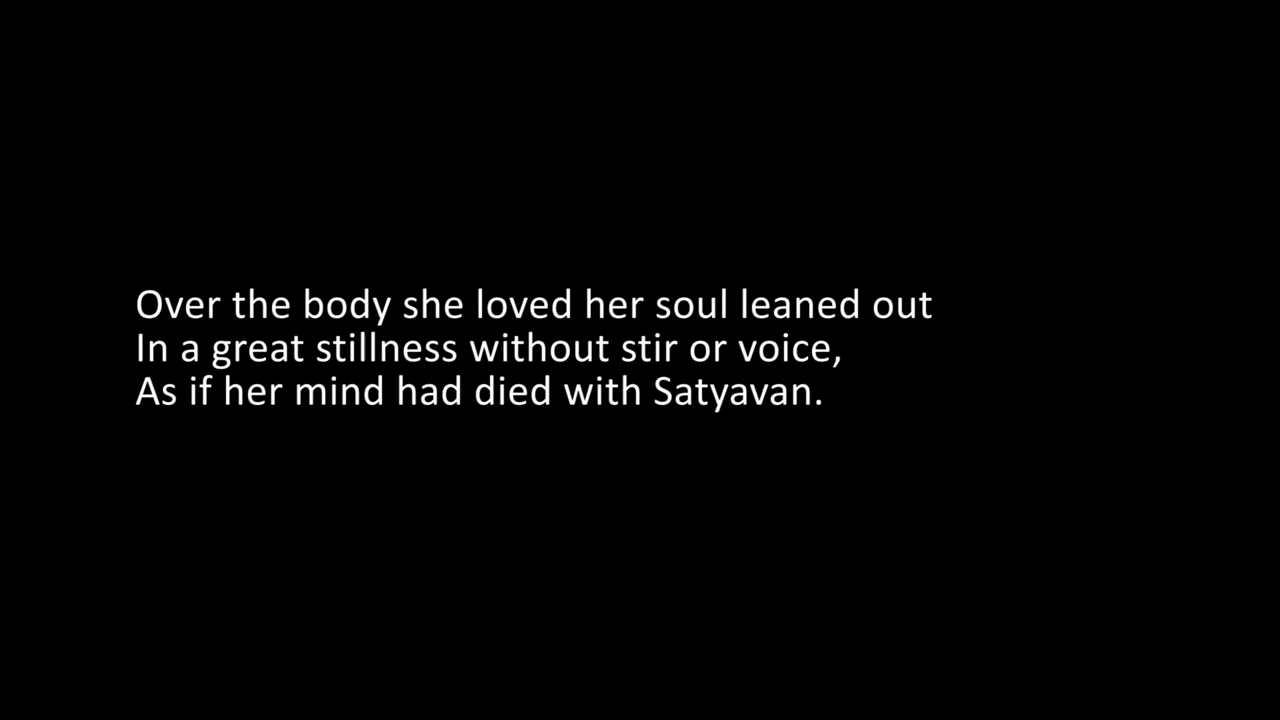 Over the body she loved her soul leaned out
In a great stillness without stir or voice,
As if her mind had died with Satyavan.